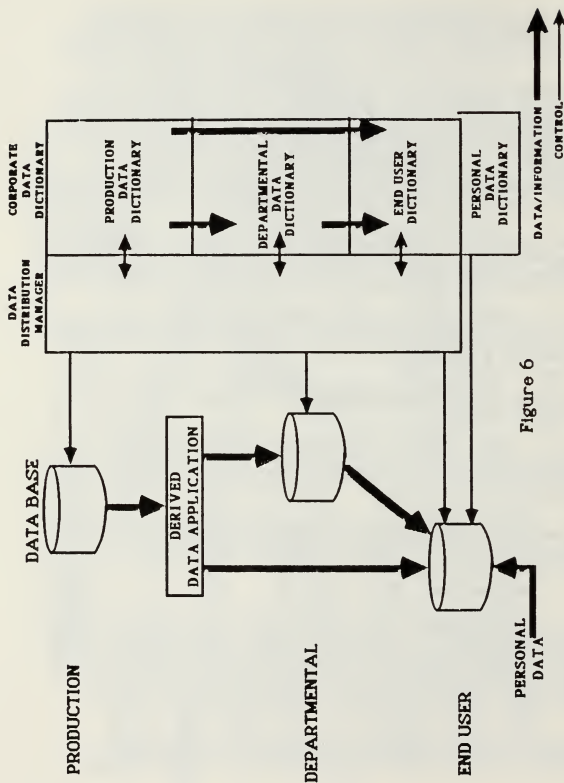 DATA
DISTRIBUTION
MANAGER
CORPORATE
DATA
DICTIONARY
DATA BASE
PRODUCTION
PRODUCTION
DATA
DICTIONARY
DERIVED
DATA APPLICATION
DEPARTMENTAL
DEPARTMENTAL
DATA
DICTIONARY
END USER
END USER
DICTIONARY
PERSONAL
DATA
PERSONAL
DATA
DICTIONARY
Figure 6
DATA/INFORMATION
CONTROL